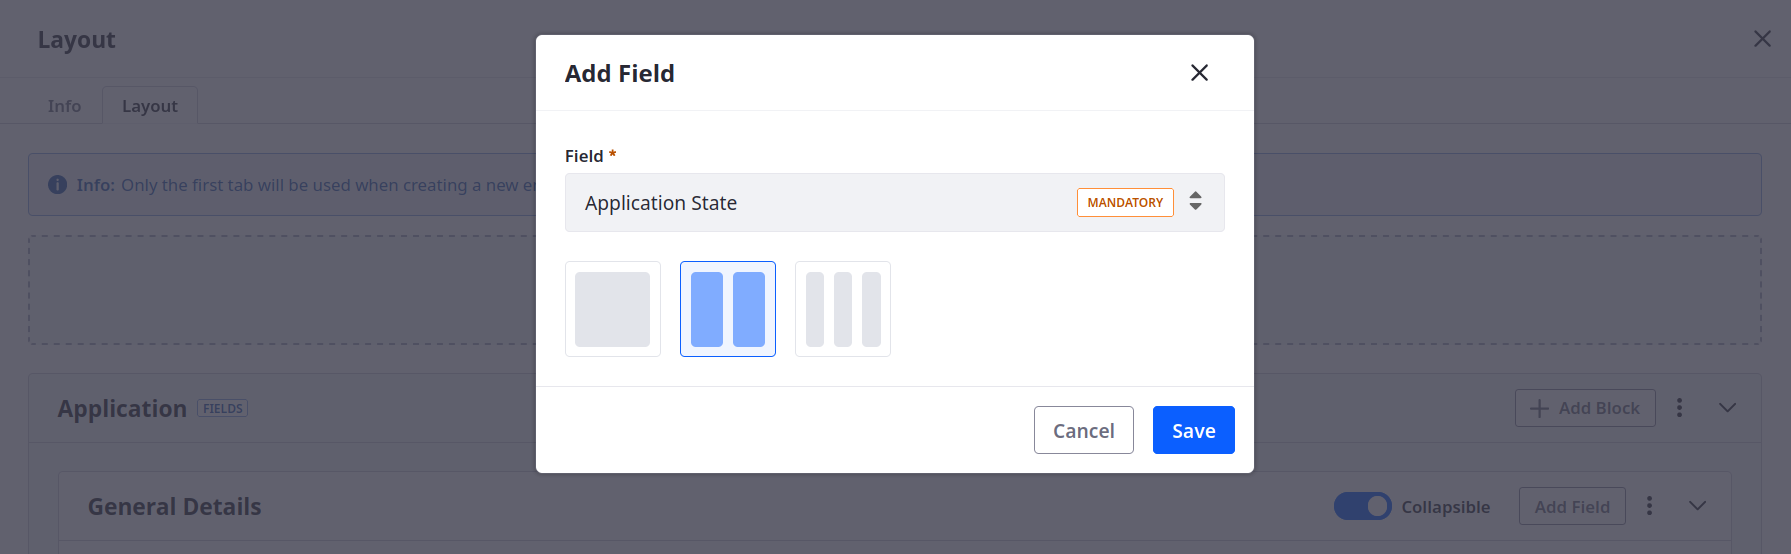 Layout
Info
Layout
Info: Only the first tab will be used when creating a new
Application FIELDS
Add Block
General Details
Collapsible
Add Field
Add Field
Field *
Application State
MANDATORY
Cancel
Save